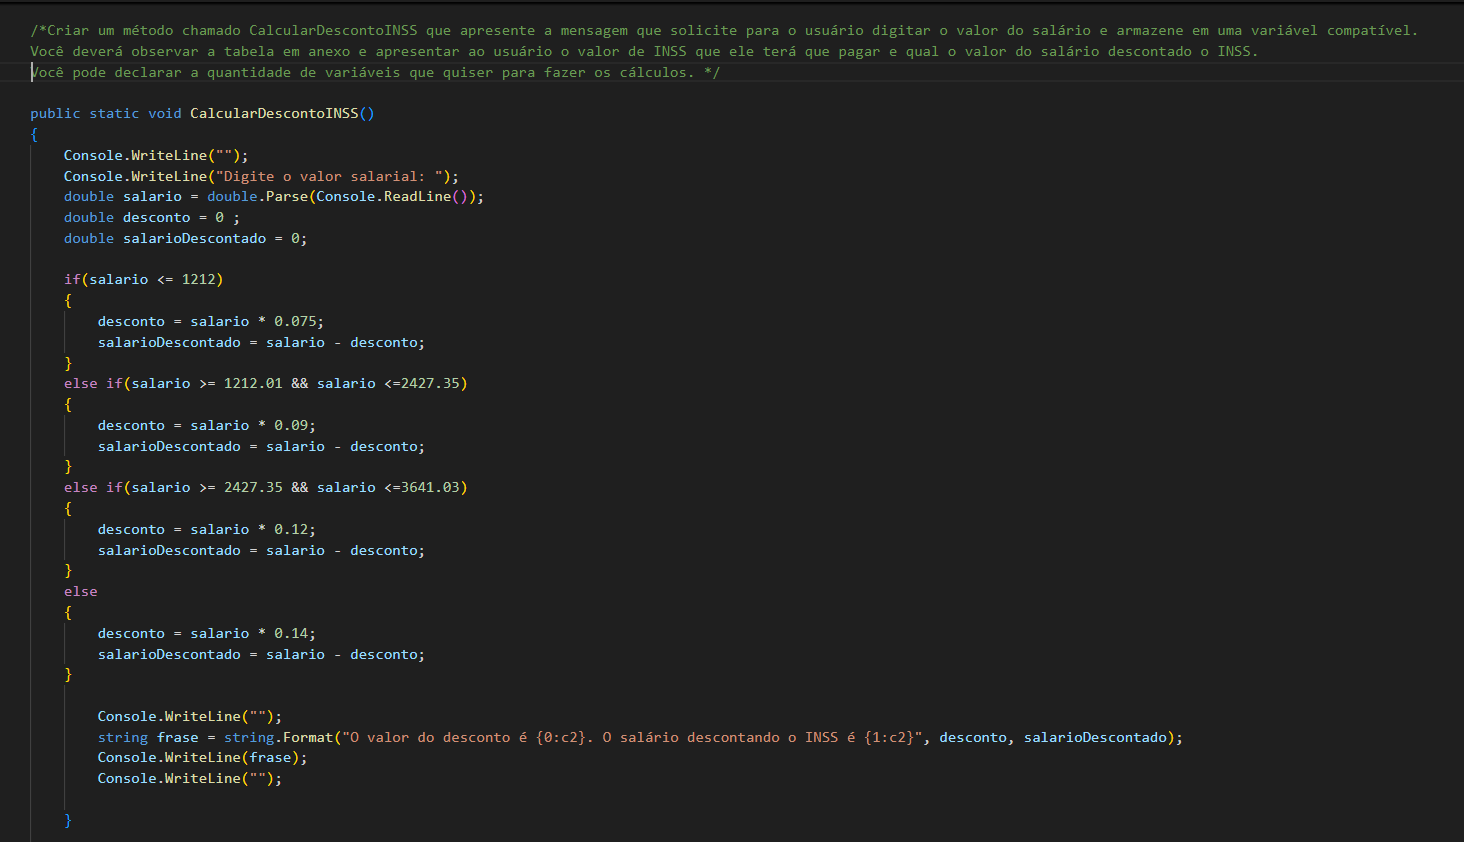 /*Criar um método chamado CalcularDescontoINSS que apresente a mensagem que solicite para o usuário digitar o valor do salário e armazene em uma variável compatível.
Você deverá observar a tabela em anexo e apresentar ao usuário o valor de INSS que ele terá que pagar e qual o valor do salário descontado o INSS.
Você pode declarar a quantidade de variáveis que quiser para fazer os cálculos. */
public static void CalcularDescontoINSS()
{
Console.WriteLine("");
Console.WriteLine("Digite o valor salarial: ");
double salario = double.Parse(Console.ReadLine());
double desconto = 0 ;
double salarioDescontado = 0;
if(salario <= 1212)
{
desconto = salario * 0.075;
salarioDescontado = salario - desconto;
}
else if(salario >= 1212.01 && salario <=2427.35)
{
desconto = salario * 0.09;
salarioDescontado = salario - desconto;
}
else if(salario >= 2427.35 && salario <=3641.03)
{
desconto = salario * 0.12;
salarioDescontado = salario - desconto;
}
else
{
desconto = salario * 0.14;
salarioDescontado = salario - desconto;
}
Console.WriteLine("");
string frase = string.Format("O valor do desconto é {0:c2}. O salário descontando o INSS é {1:c2}", desconto, salarioDescontado);
Console.WriteLine(frase);
Console.WriteLine("");
}